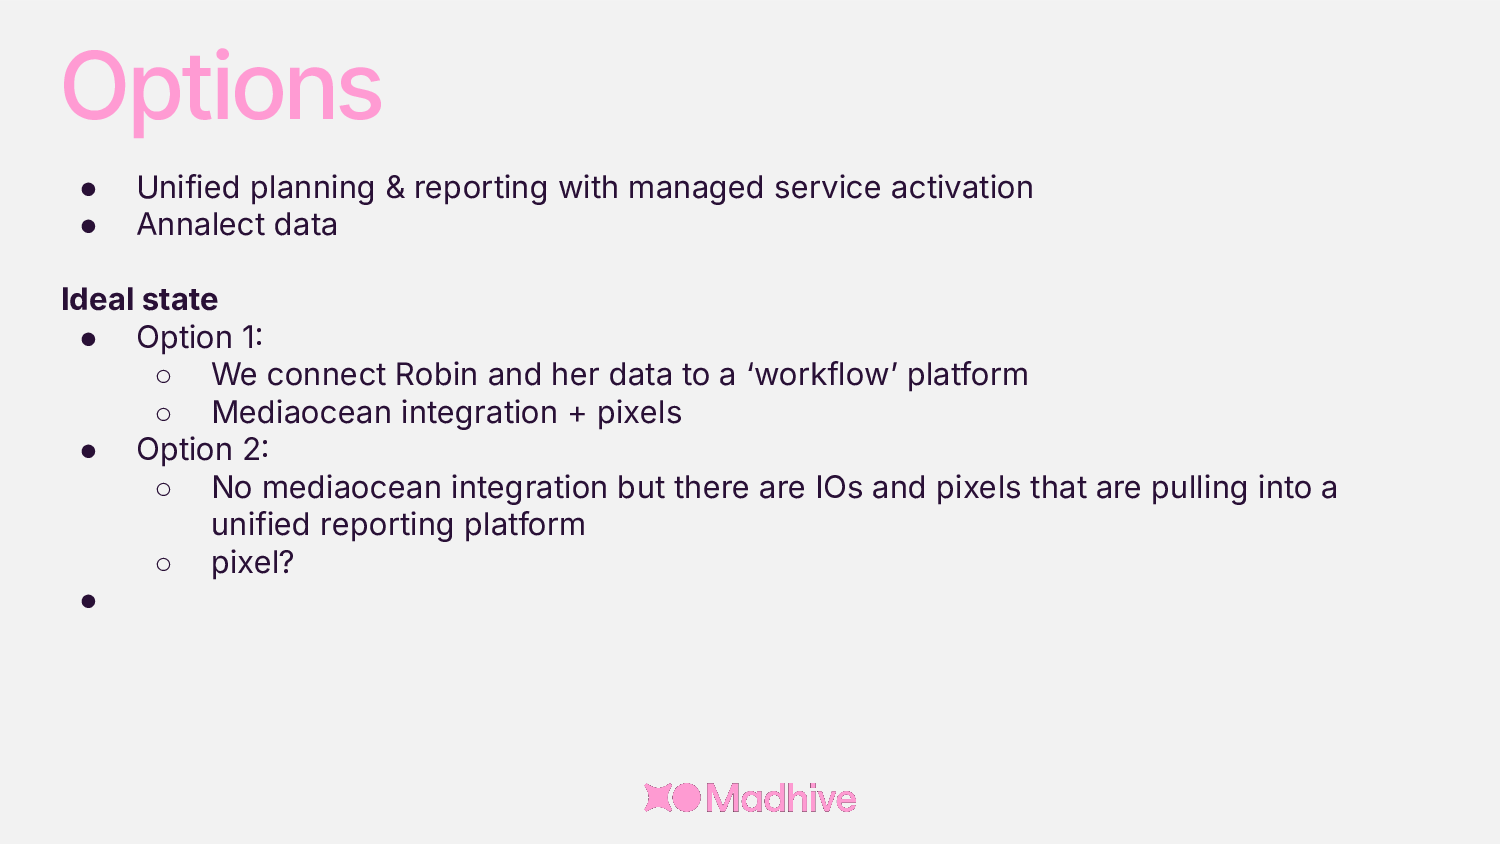 Options
● Unified planning & reporting with managed service activation
● Annalect data
Ideal state
● Option 1:
○ We connect Robin and her data to a ‘workflow’ platform
○ Mediaocean integration + pixels
● Option 2:
○ No mediaocean integration but there are IOs and pixels that are pulling into a
unified reporting platform
○ pixel?
●
Madhive